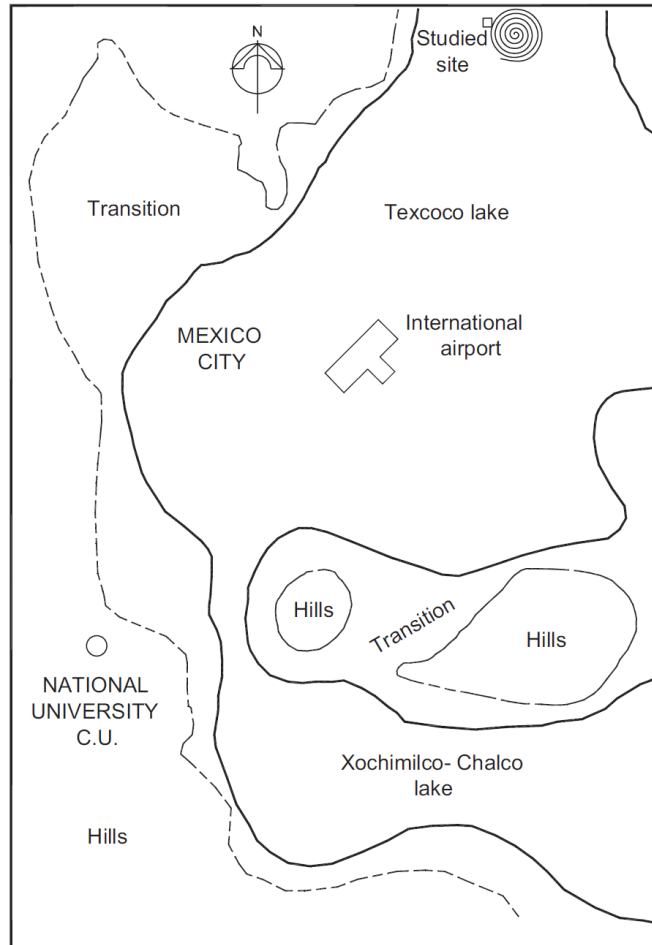 N
Studied
site
Transition
Texcoco lake
MEXICO
CITY
International
airport
Hills
Transition
Hills
NATIONAL
UNIVERSITY
C.U.
Xochimilco- Chalco
lake
Hills